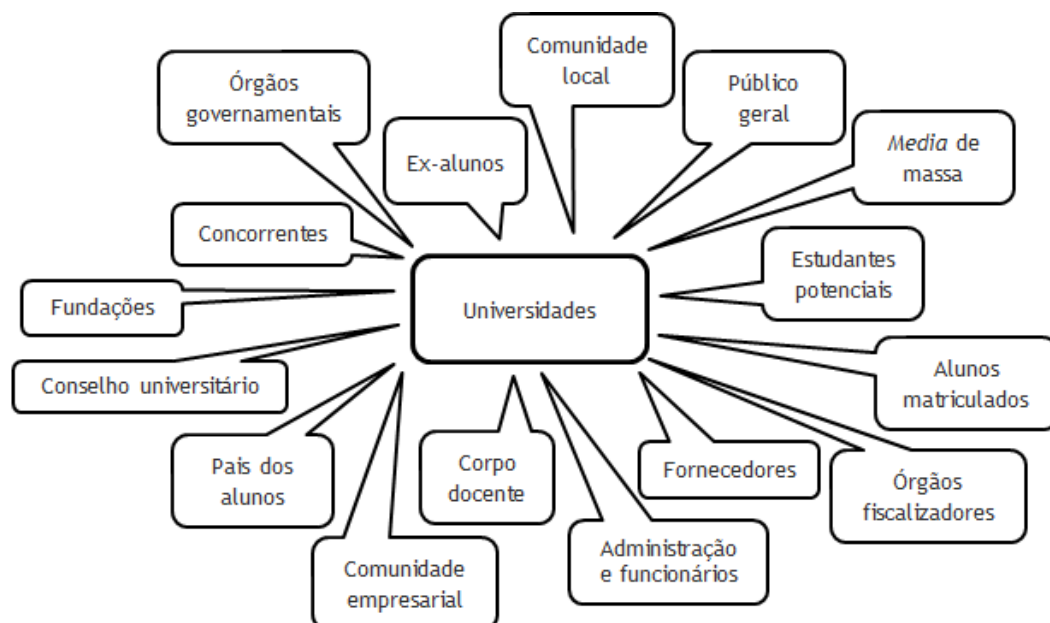 Comunidade
local
Órgãos
governamentais
Público
geral
Ex-alunos
Media de
massa
Concorrentes
Estudantes
potenciais
Fundações
Universidades
Conselho universitário
Alunos
matriculados
Pais dos
alunos
Corpo
docente
Fornecedores
Órgãos
fiscalizadores
Comunidade
empresarial
Administração
e funcionários